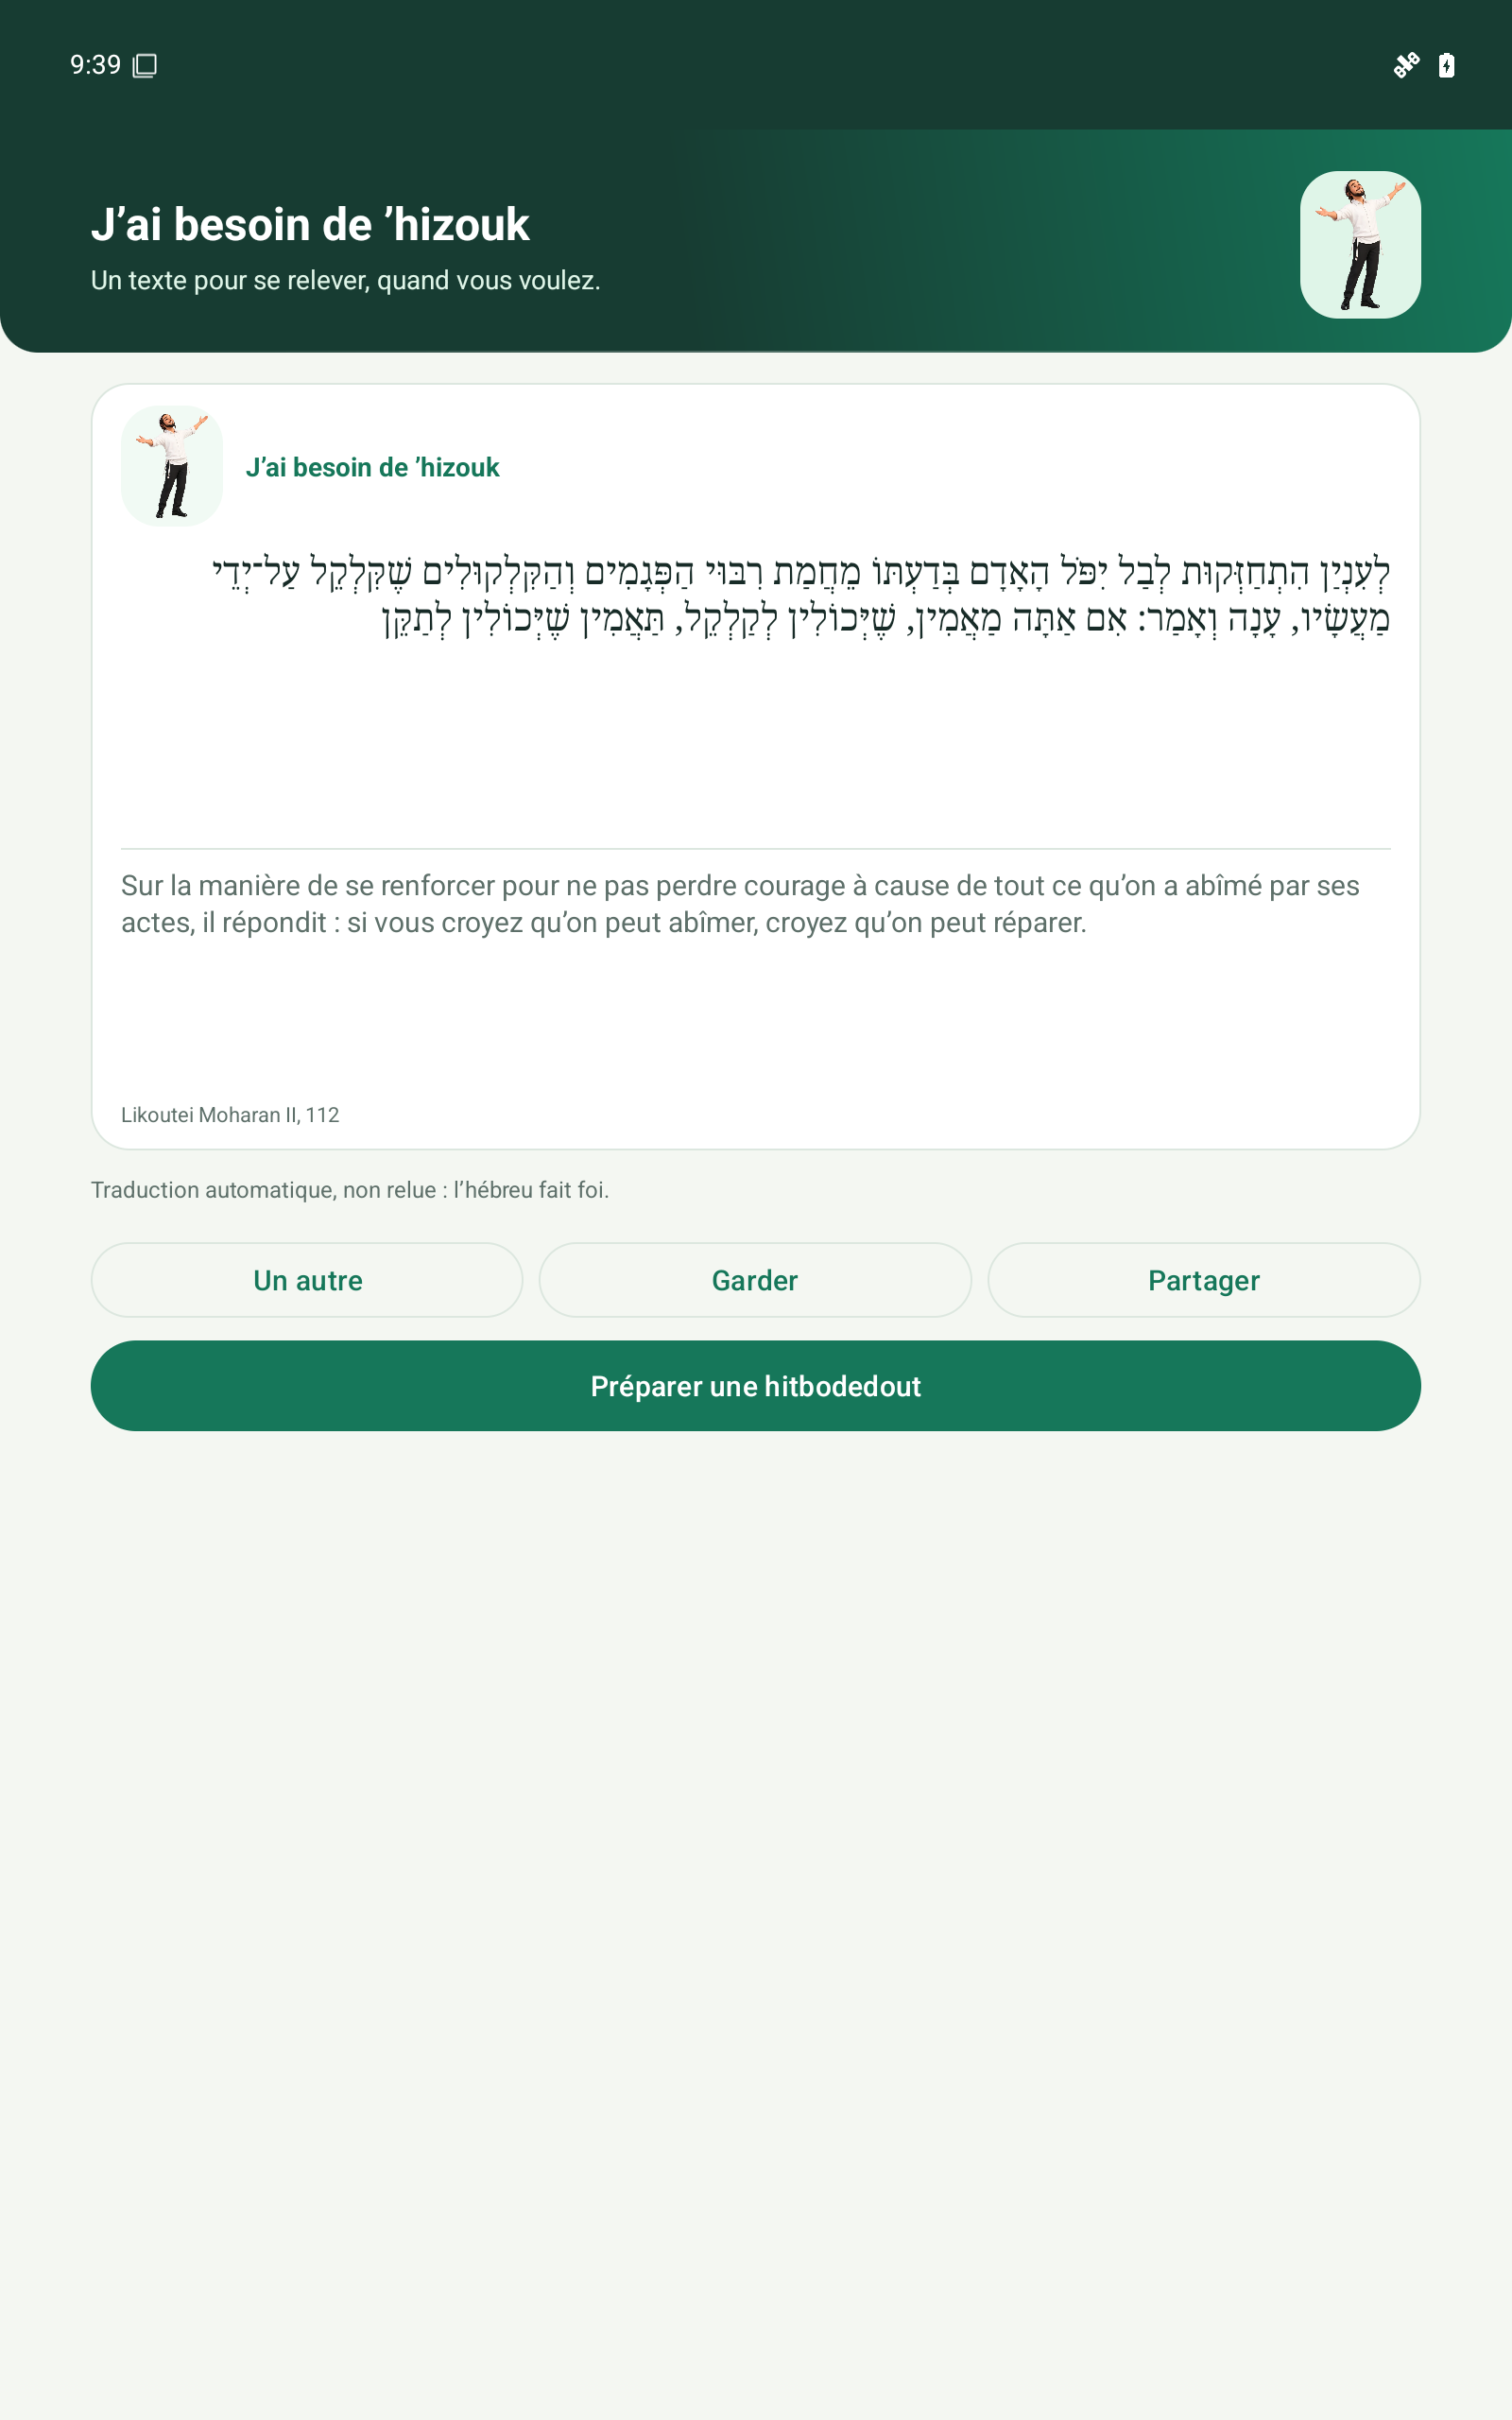 9:39
J’ai besoin de ’hizouk
Un texte pour se relever, quand vous voulez.
J’ai besoin de ’hizouk
לְעִנְיַן הִתְחַזְּקוּת לְבַל יִפֹּל הָאָדָם בְּדַעְתּוֹ מֵחֲמַת רִבּוּי הַפְּגָמִים וְהַקִּלְקוּלִים שֶׁקִּלְקֵל עַל־יְדֵי
מַעֲשָׂיו, עָנָה וְאָמַר: אִם אַתָּה מַאֲמִין, שֶׁיְּכוֹלִין לְקַלְקֵל, תַּאֲמִין שֶׁיְּכוֹלִין לְתַקֵּן
Sur la manière de se renforcer pour ne pas perdre courage à cause de tout ce qu’on a abîmé par ses
actes, il répondit : si vous croyez qu’on peut abîmer, croyez qu’on peut réparer.
Likoutei Moharan II, 112
Traduction automatique, non relue : l’hébreu fait foi.
Un autre
Garder
Partager
Préparer une hitbodedout